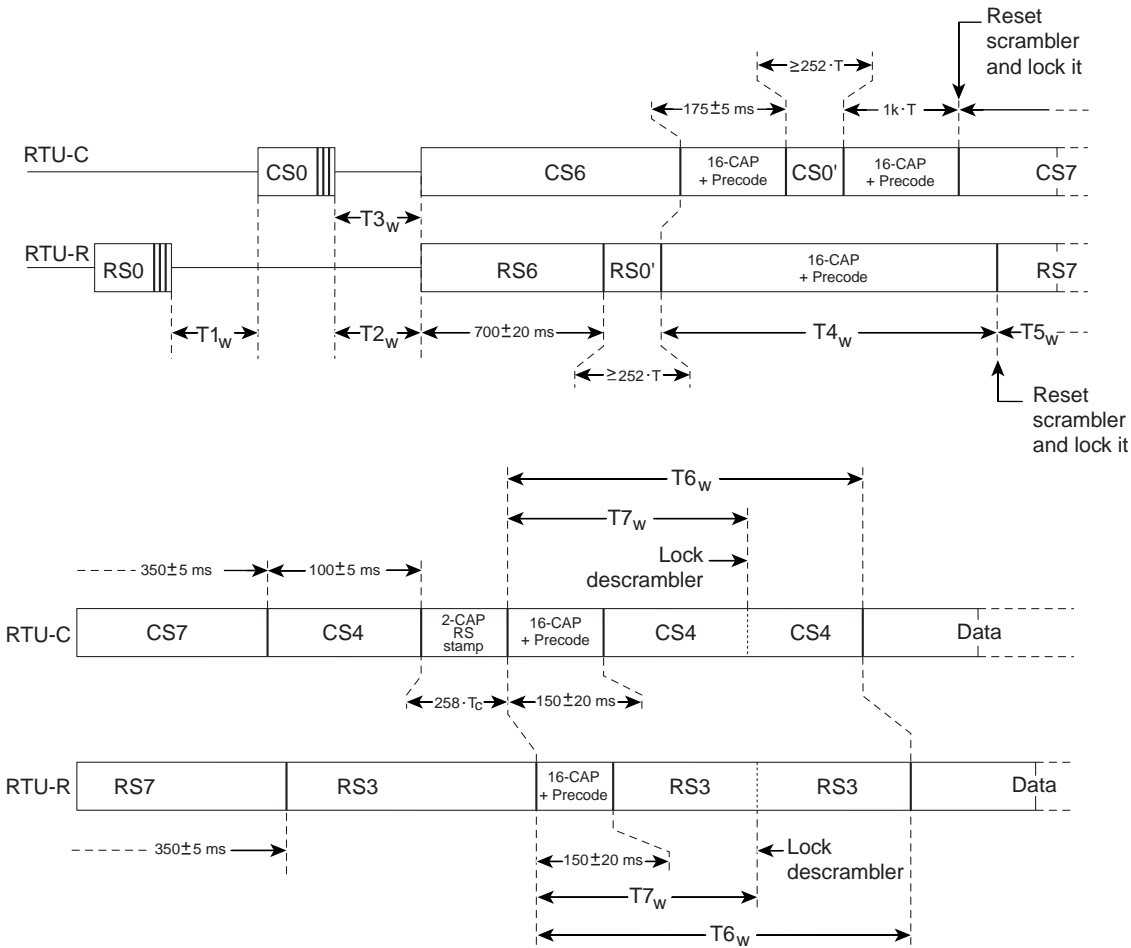 Reset
scrambler
and lock it
≥252·T
175±5 ms
1k·T
RTU-C
CS0
CS6
16-CAP
+ Precode
CS0'
16-CAP
+ Precode
CS7
T3w
RTU-R
RS0
RS6
RS0'
16-CAP
+ Precode
RS7
T1w
T2w
700±20 ms
T4w
T5w
≥252·T
Reset
scrambler
and lock it
T6w
T7w
Lock
descrambler
350±5 ms
100±5 ms
RTU-C
CS7
CS4
2-CAP
RS
stamp
16-CAP
+ Precode
CS4
CS4
Data
258·Tc
150±20 ms
RTU-R
RS7
RS3
16-CAP
+ Precode
RS3
RS3
Data
350±5 ms
150±20 ms
Lock
descrambler
T7w
T6w